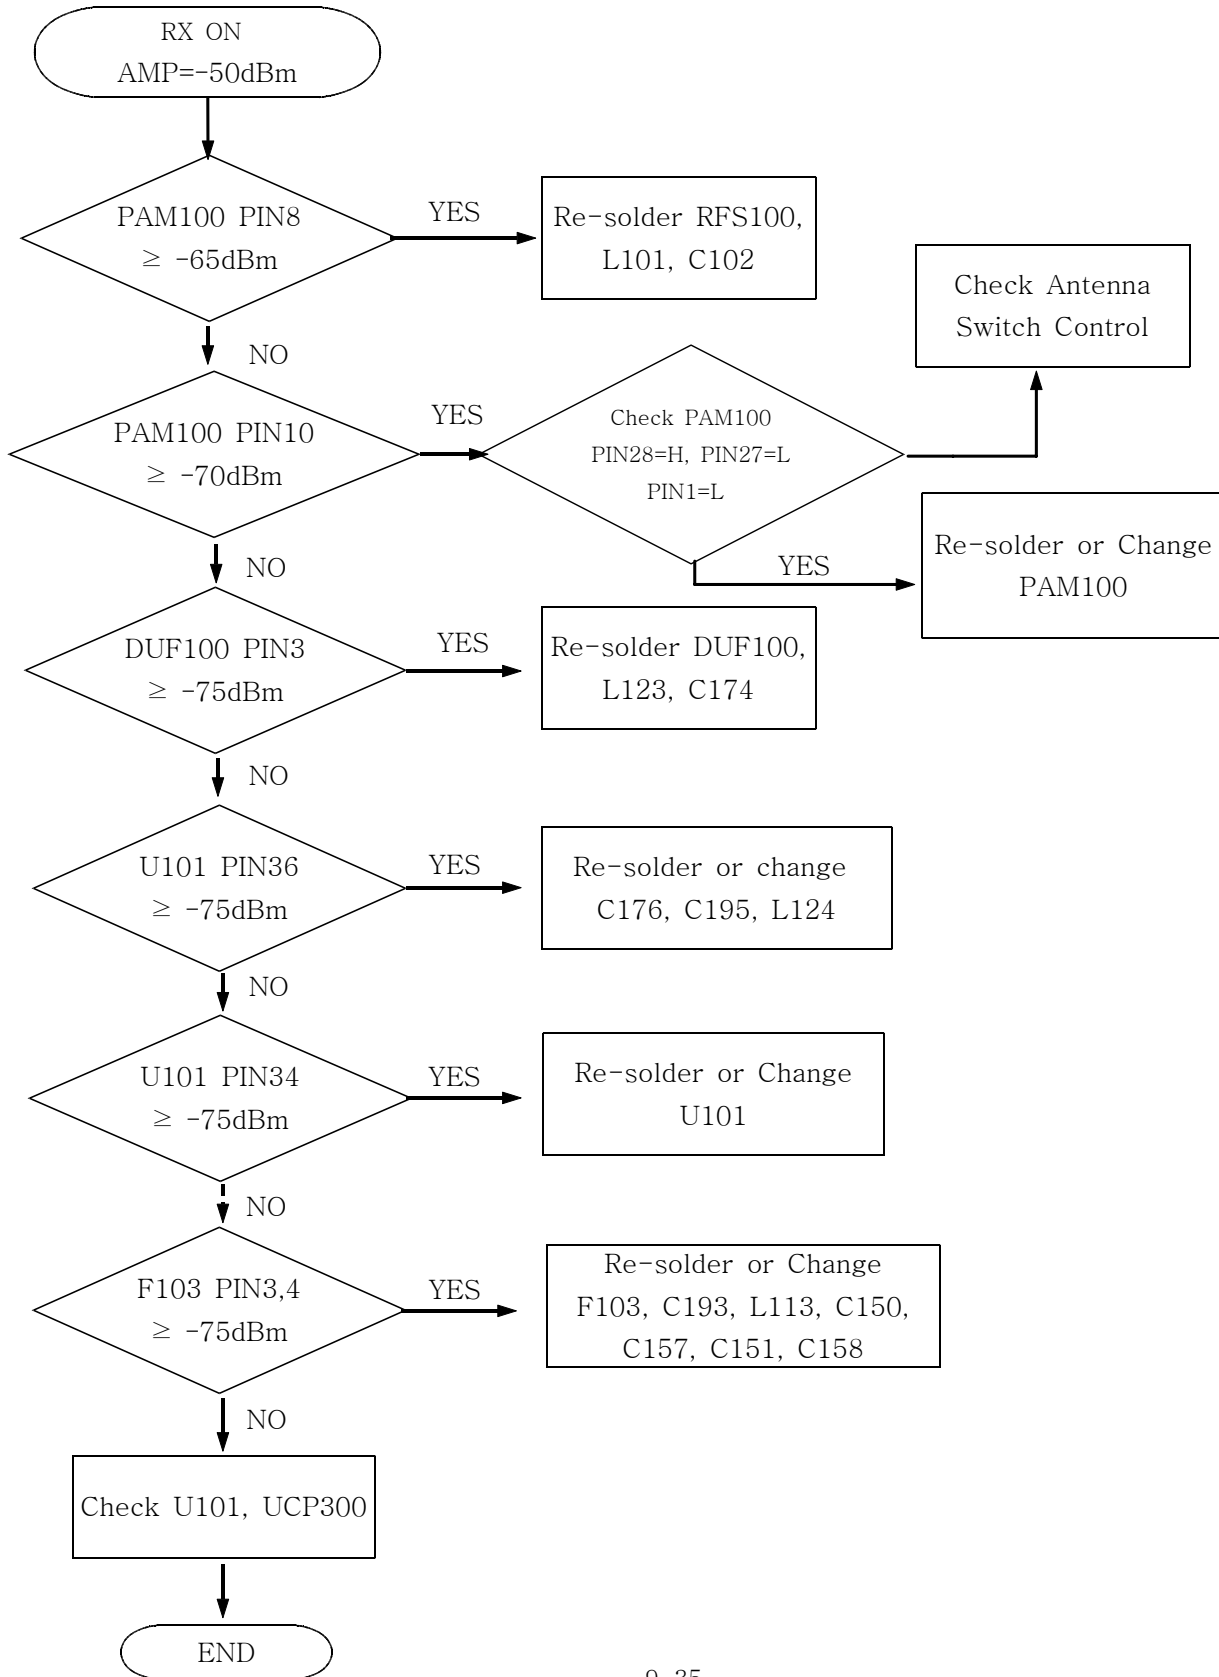 RX ON
AMP=-50dBm
PAM100 PIN8
≥ -65dBm
YES
Re-solder RFS100,
L101, C102
NO
Check Antenna
Switch Control
PAM100 PIN10
≥ -70dBm
YES
Check PAM100
PIN28=H, PIN27=L
PIN1=L
YES
Re-solder or Change
PAM100
NO
DUF100 PIN3
≥ -75dBm
YES
Re-solder DUF100,
L123, C174
NO
U101 PIN36
≥ -75dBm
YES
Re-solder or change
C176, C195, L124
NO
U101 PIN34
≥ -75dBm
YES
Re-solder or Change
U101
NO
F103 PIN3,4
≥ -75dBm
YES
Re-solder or Change
F103, C193, L113, C150,
C157, C151, C158
NO
Check U101, UCP300
END